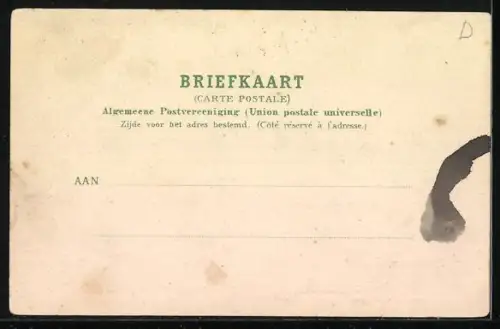 D
BRIEFKAART
(CARTE POSTALE)
Algemeene Postvereeniging (Union postale universelle)
Zijde voor het adres bestemd. (Côté réservé à l'adresse.)
AAN